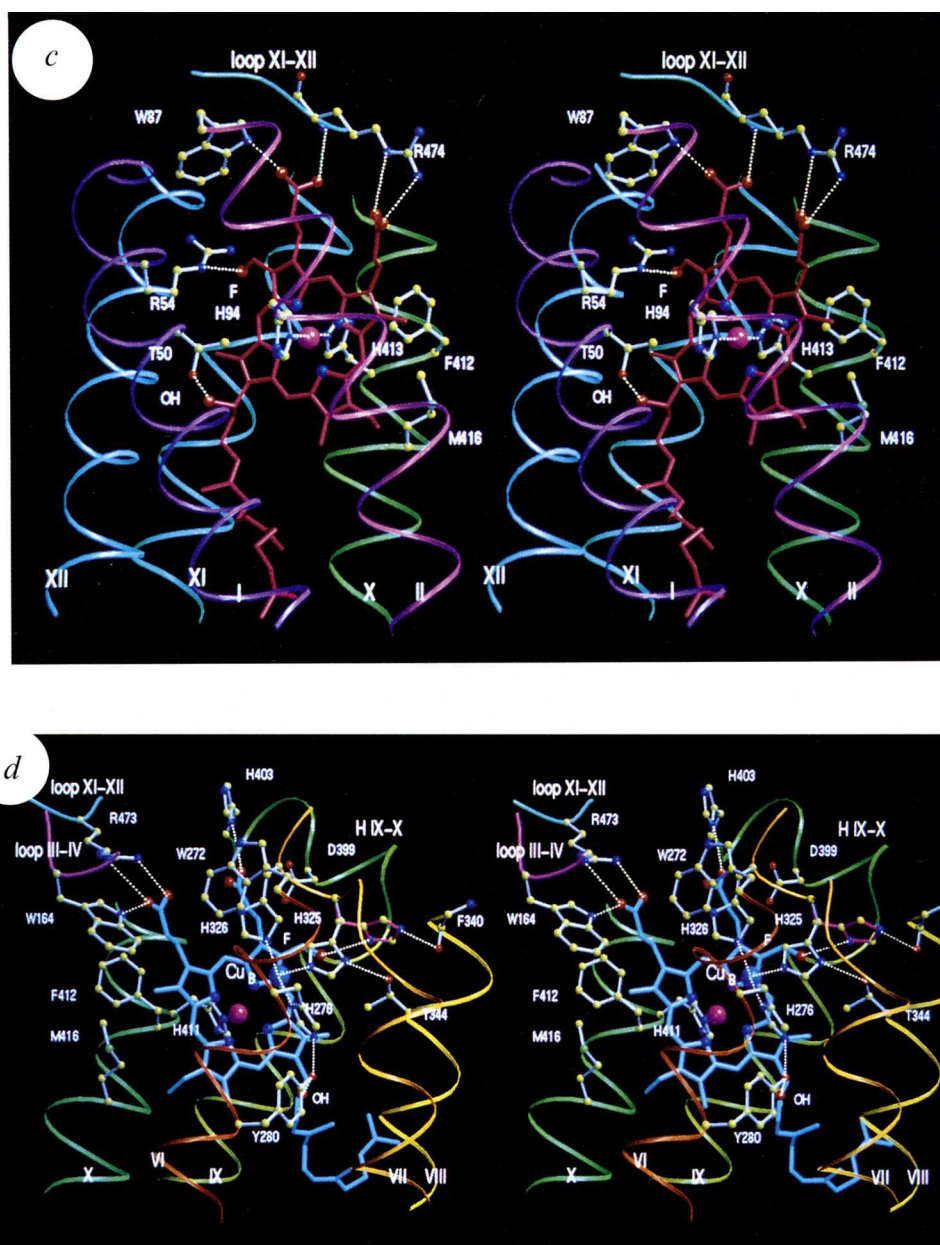 c
loop XI–XII
loop XI–XII
W87
R474
W87
R474
R54
F
H94
R54
F
H94
T50
H413
F412
T50
H413
F412
OH
M416
OH
M416
XII
XI
I
X
II
XII
XI
I
X
II
d
loop XI–XII
H403
loop XI–XII
H403
R473
H IX–X
R473
H IX–X
loop III–IV
W272
D399
loop III–IV
W272
D399
W164
H326
H325
F340
W164
H326
H325
F340
F
F
CuB
CuB
F412
H276
F412
H276
M416
H411
T344
M416
H411
T344
OH
OH
Y280
Y280
X
VI
IX
VII
VIII
X
VI
IX
VII
VIII